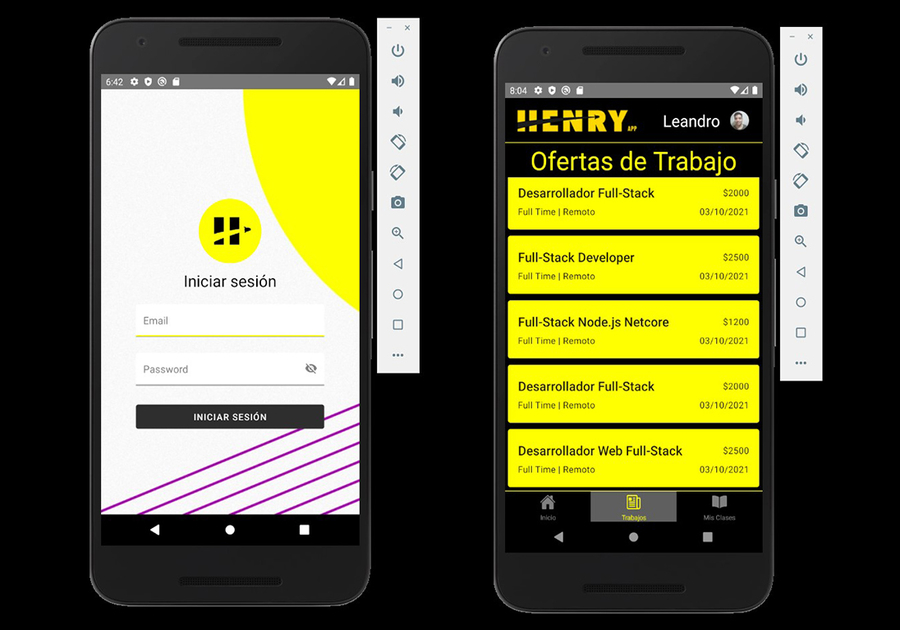 6:42
Iniciar sesión
Email
Password
INICIAR SESIÓN
8:04
HENRY APP
Leandro
Ofertas de Trabajo
Desarrollador Full-Stack $2000
Full Time | Remoto 03/10/2021
Full-Stack Developer $2500
Full Time | Remoto 03/10/2021
Full-Stack Node.js Netcore $1200
Full Time | Remoto 03/10/2021
Desarrollador Full-Stack $2000
Full Time | Remoto 03/10/2021
Desarrollador Web Full-Stack $2500
Full Time | Remoto 03/10/2021
Inicio Trabajos Mis Clases